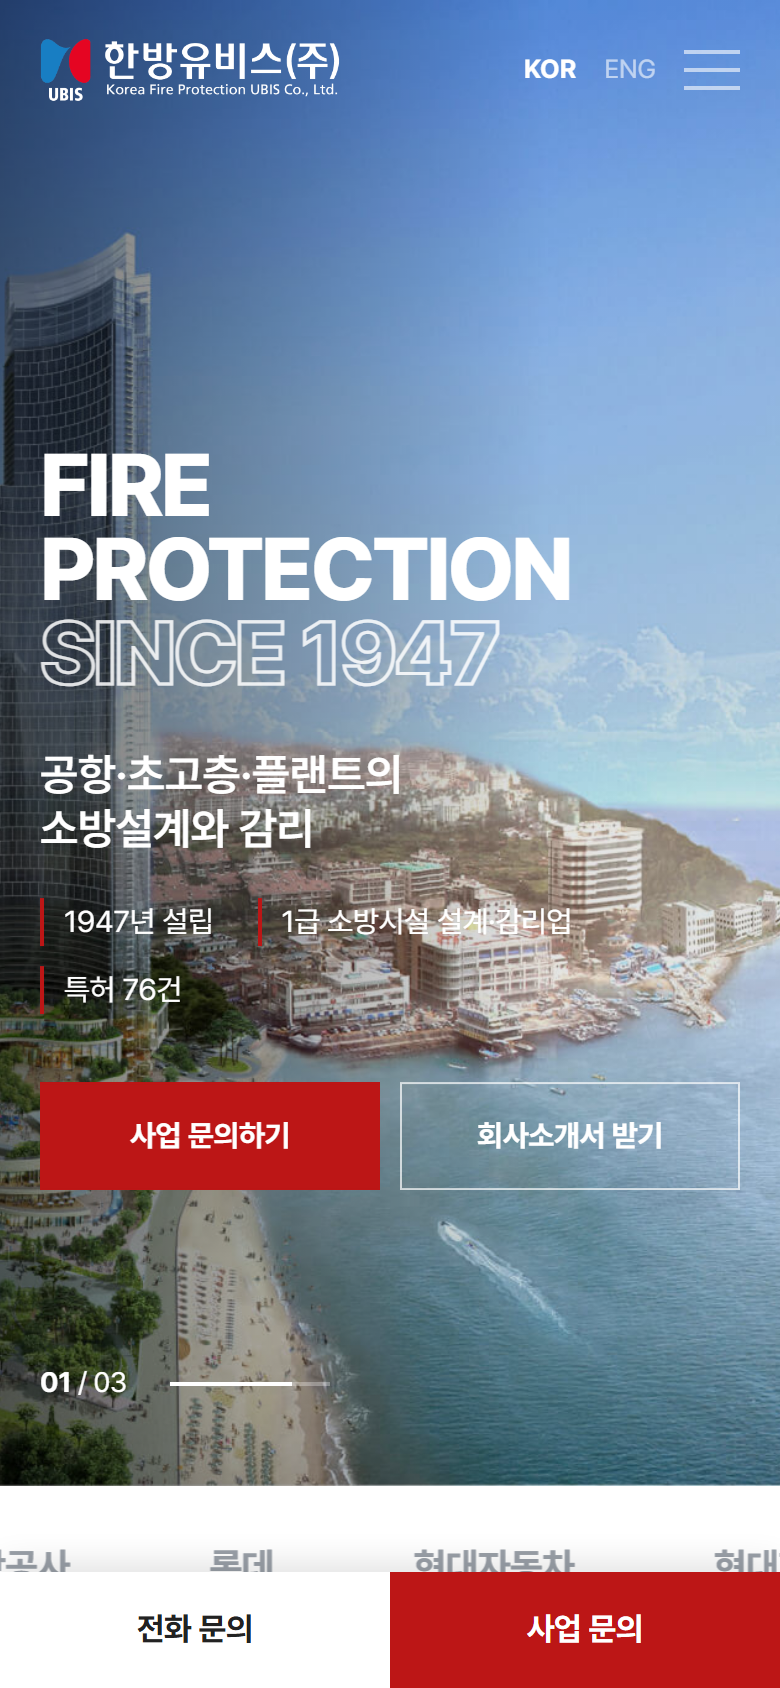 UBIS
한방유비스(주)
Korea Fire Protection UBIS Co., Ltd.
KOR ENG
FIRE
PROTECTION
SINCE 1947
공항·초고층·플랜트의
소방설계와 감리
1947년 설립 1급 소방시설 설계·감리업
특허 76건
사업 문의하기 회사소개서 받기
01 / 03
롯데 현대자동차
전화 문의 사업 문의